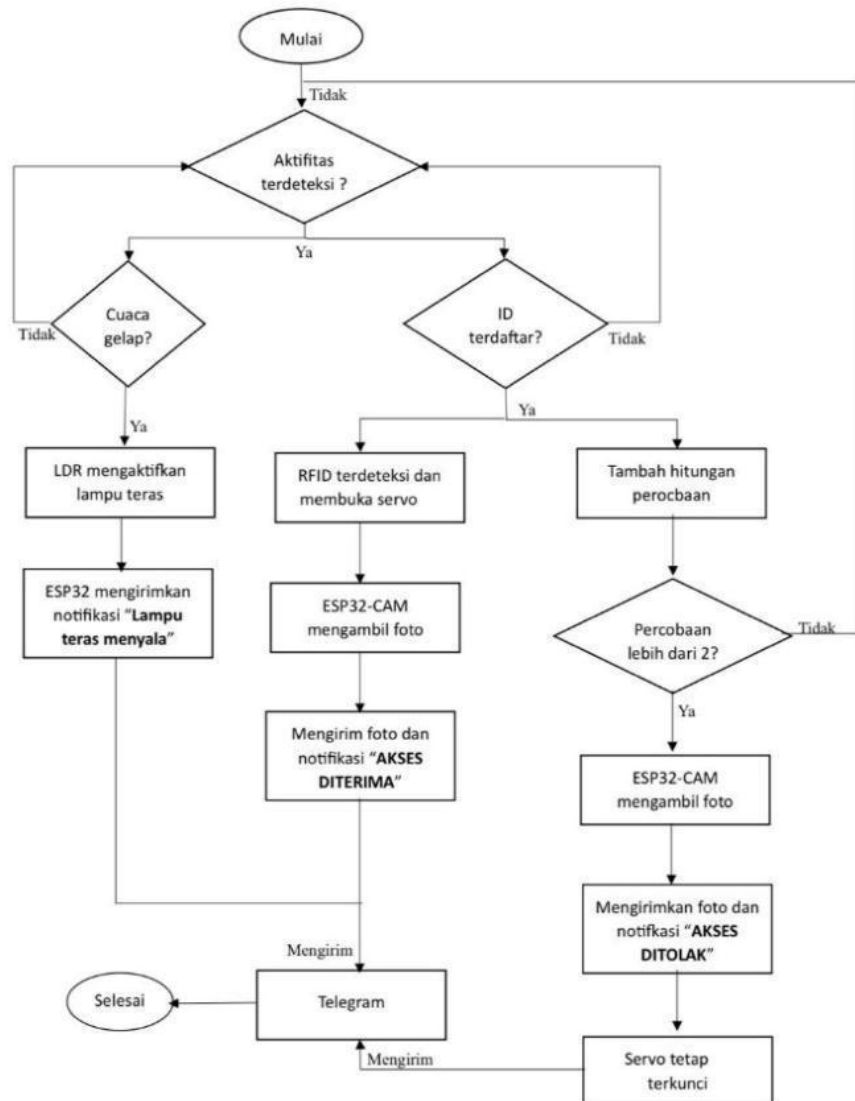 Mulai
Tidak
Aktifitas
terdeteksi ?
Ya
Cuaca
gelap?
Tidak
ID
terdaftar?
Tidak
Ya
Ya
LDR mengaktifkan
lampu teras
RFID terdeteksi dan
membuka servo
Tambah hitungan
perocbaan
ESP32 mengirimkan
notifikasi “Lampu
teras menyala”
ESP32-CAM
mengambil foto
Percobaan
lebih dari 2?
Tidak
Ya
Mengirim foto dan
notifikasi “AKSES
DITERIMA”
ESP32-CAM
mengambil foto
Mengirimkan foto dan
notifkasi “AKSES
DITOLAK”
Mengirim
Selesai
Telegram
Mengirim
Servo tetap
terkunci